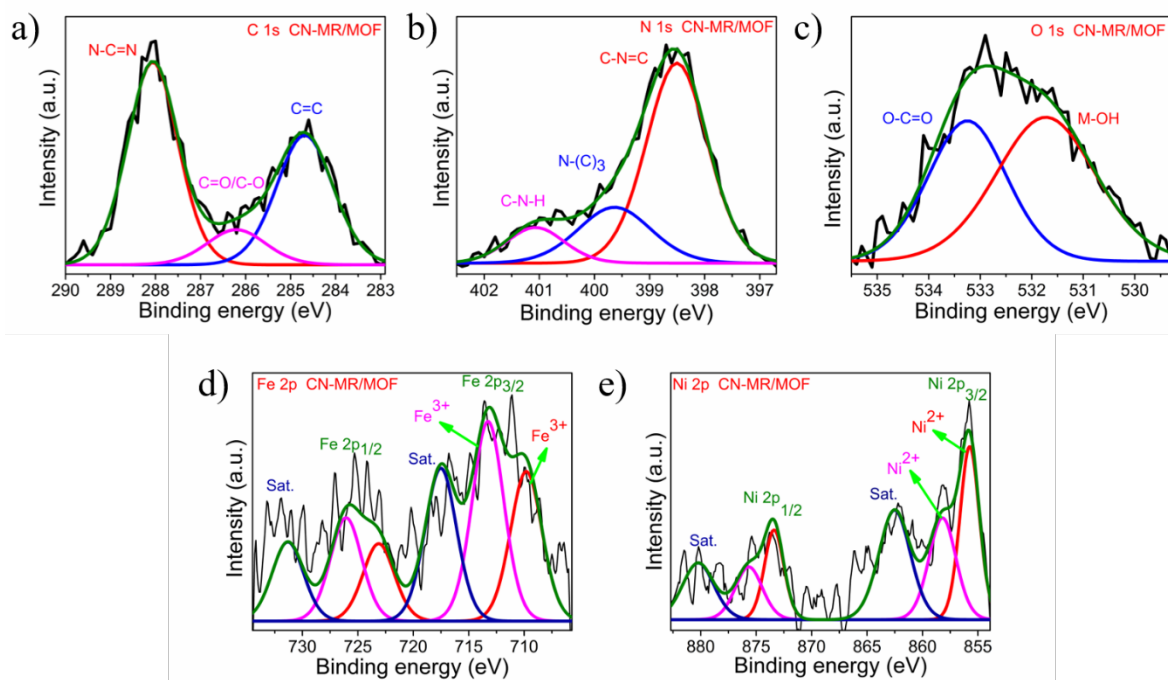 a)
C 1s CN-MR/MOF
N-C=N
C=C
C=O/C-O
Intensity (a.u.)
290 289 288 287 286 285 284 283
Binding energy (eV)
b)
N 1s CN-MR/MOF
C-N=C
N-(C)3
C-N-H
Intensity (a.u.)
402 401 400 399 398 397
Binding energy (eV)
c)
O 1s CN-MR/MOF
O-C=O
M-OH
Intensity (a.u.)
535 534 533 532 531 530
Binding energy (eV)
d)
Fe 2p CN-MR/MOF
Fe 2p3/2
Fe3+
Fe3+
Fe 2p1/2
Sat.
Sat.
Intensity (a.u.)
730 725 720 715 710
Binding energy (eV)
e)
Ni 2p CN-MR/MOF
Ni 2p3/2
Ni2+
Ni2+
Sat.
Ni 2p1/2
Sat.
Intensity (a.u.)
880 875 870 865 860 855
Binding energy (eV)